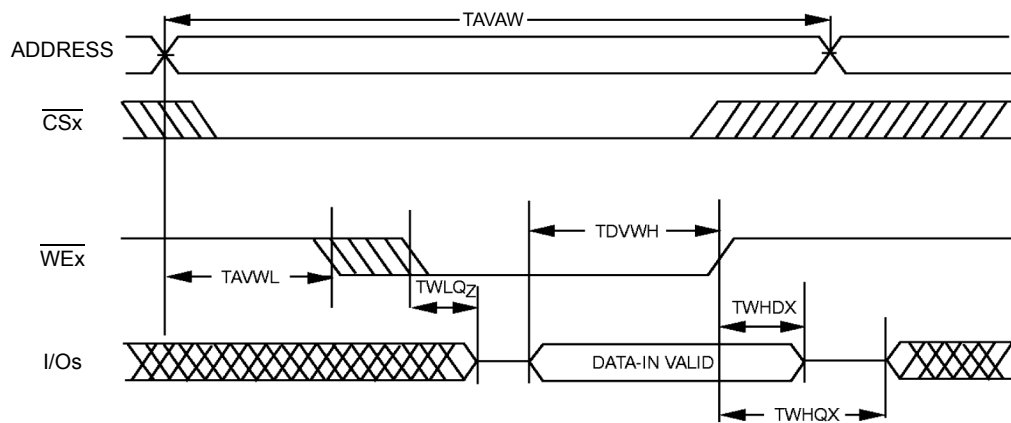 TAVAW
ADDRESS
CSx
TDVWH
WEx
TAVWL
TWLQZ
TWHDX
I/Os
DATA-IN VALID
TWHQX